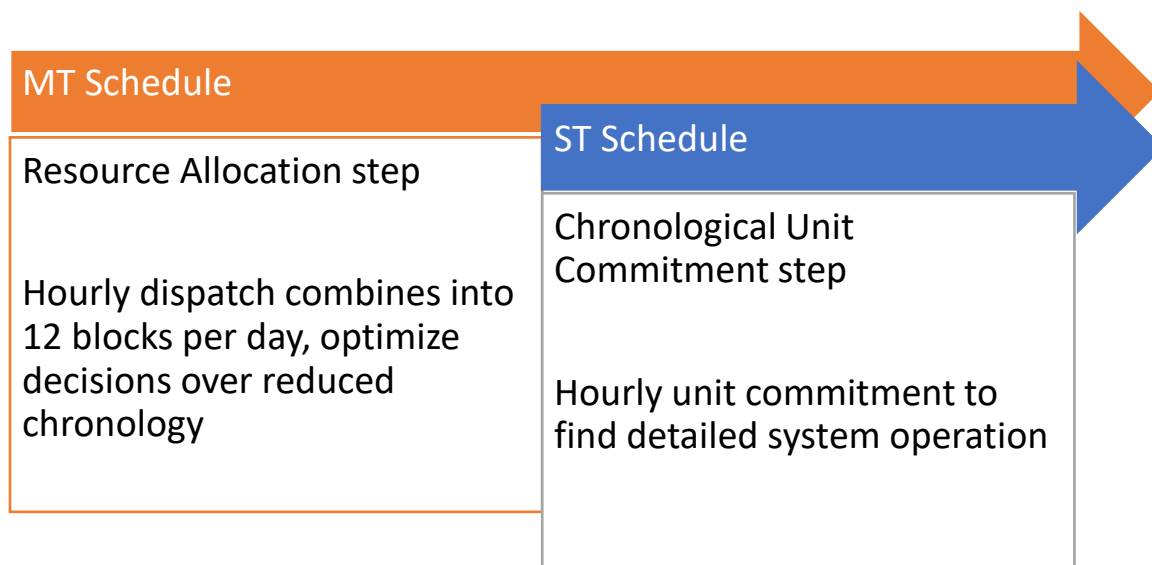 MT Schedule
Resource Allocation step
Hourly dispatch combines into
12 blocks per day, optimize
decisions over reduced
chronology
ST Schedule
Chronological Unit
Commitment step
Hourly unit commitment to
find detailed system operation